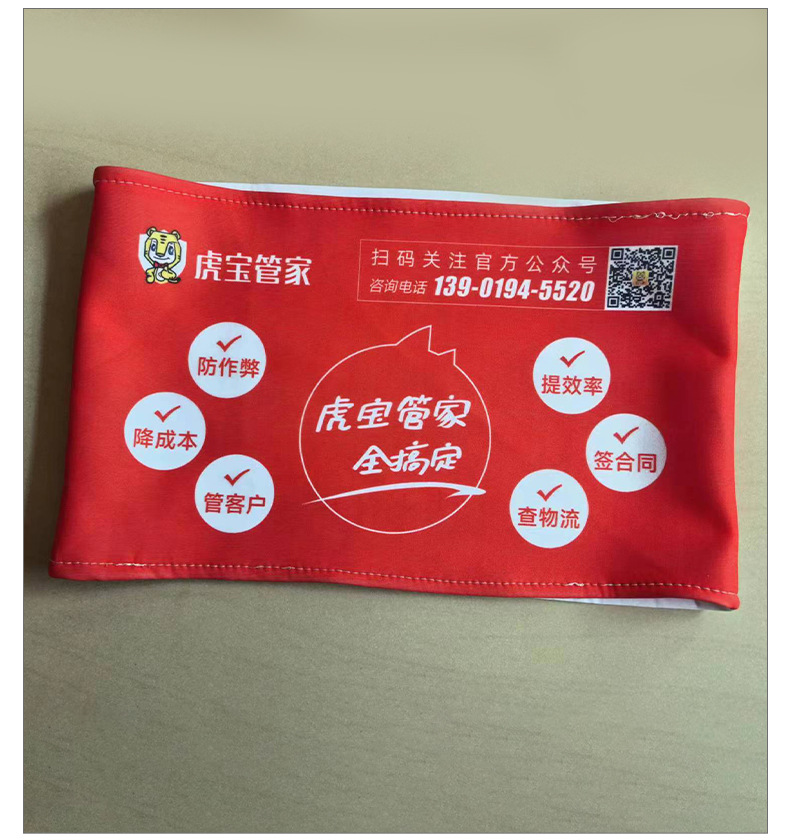 虎宝管家
扫码关注官方公众号
咨询电话 139-0194-5520
防作弊
降成本
管客户
虎宝管家
全搞定
提效率
签合同
查物流